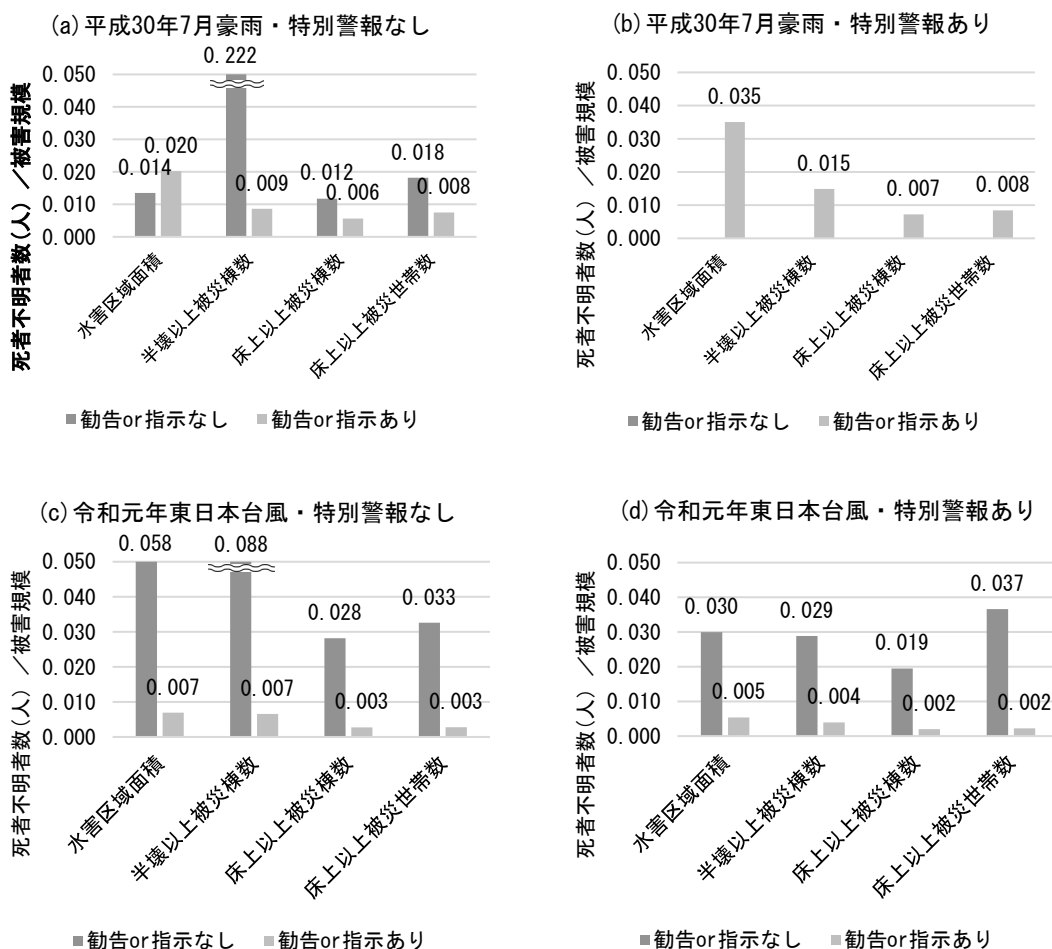 (a)平成30年7月豪雨・特別警報なし
死者不明者数(人)／被害規模
0.050
0.040
0.030
0.020
0.010
0.000
0.014
0.020
0.222
0.009
0.012
0.006
0.018
0.008
水害区域面積
半壊以上被災棟数
床上以上被災棟数
床上以上被災世帯数
■勧告or指示なし ■勧告or指示あり
(b)平成30年7月豪雨・特別警報あり
死者不明者数(人)／被害規模
0.050
0.040
0.030
0.020
0.010
0.000
0.035
0.015
0.007
0.008
水害区域面積
半壊以上被災棟数
床上以上被災棟数
床上以上被災世帯数
■勧告or指示なし ■勧告or指示あり
(c)令和元年東日本台風・特別警報なし
死者不明者数(人)／被害規模
0.050
0.040
0.030
0.020
0.010
0.000
0.058
0.007
0.088
0.007
0.028
0.003
0.033
0.003
水害区域面積
半壊以上被災棟数
床上以上被災棟数
床上以上被災世帯数
■勧告or指示なし ■勧告or指示あり
(d)令和元年東日本台風・特別警報あり
死者不明者数(人)／被害規模
0.050
0.040
0.030
0.020
0.010
0.000
0.030
0.005
0.029
0.004
0.019
0.002
0.037
0.002
水害区域面積
半壊以上被災棟数
床上以上被災棟数
床上以上被災世帯数
■勧告or指示なし ■勧告or指示あり